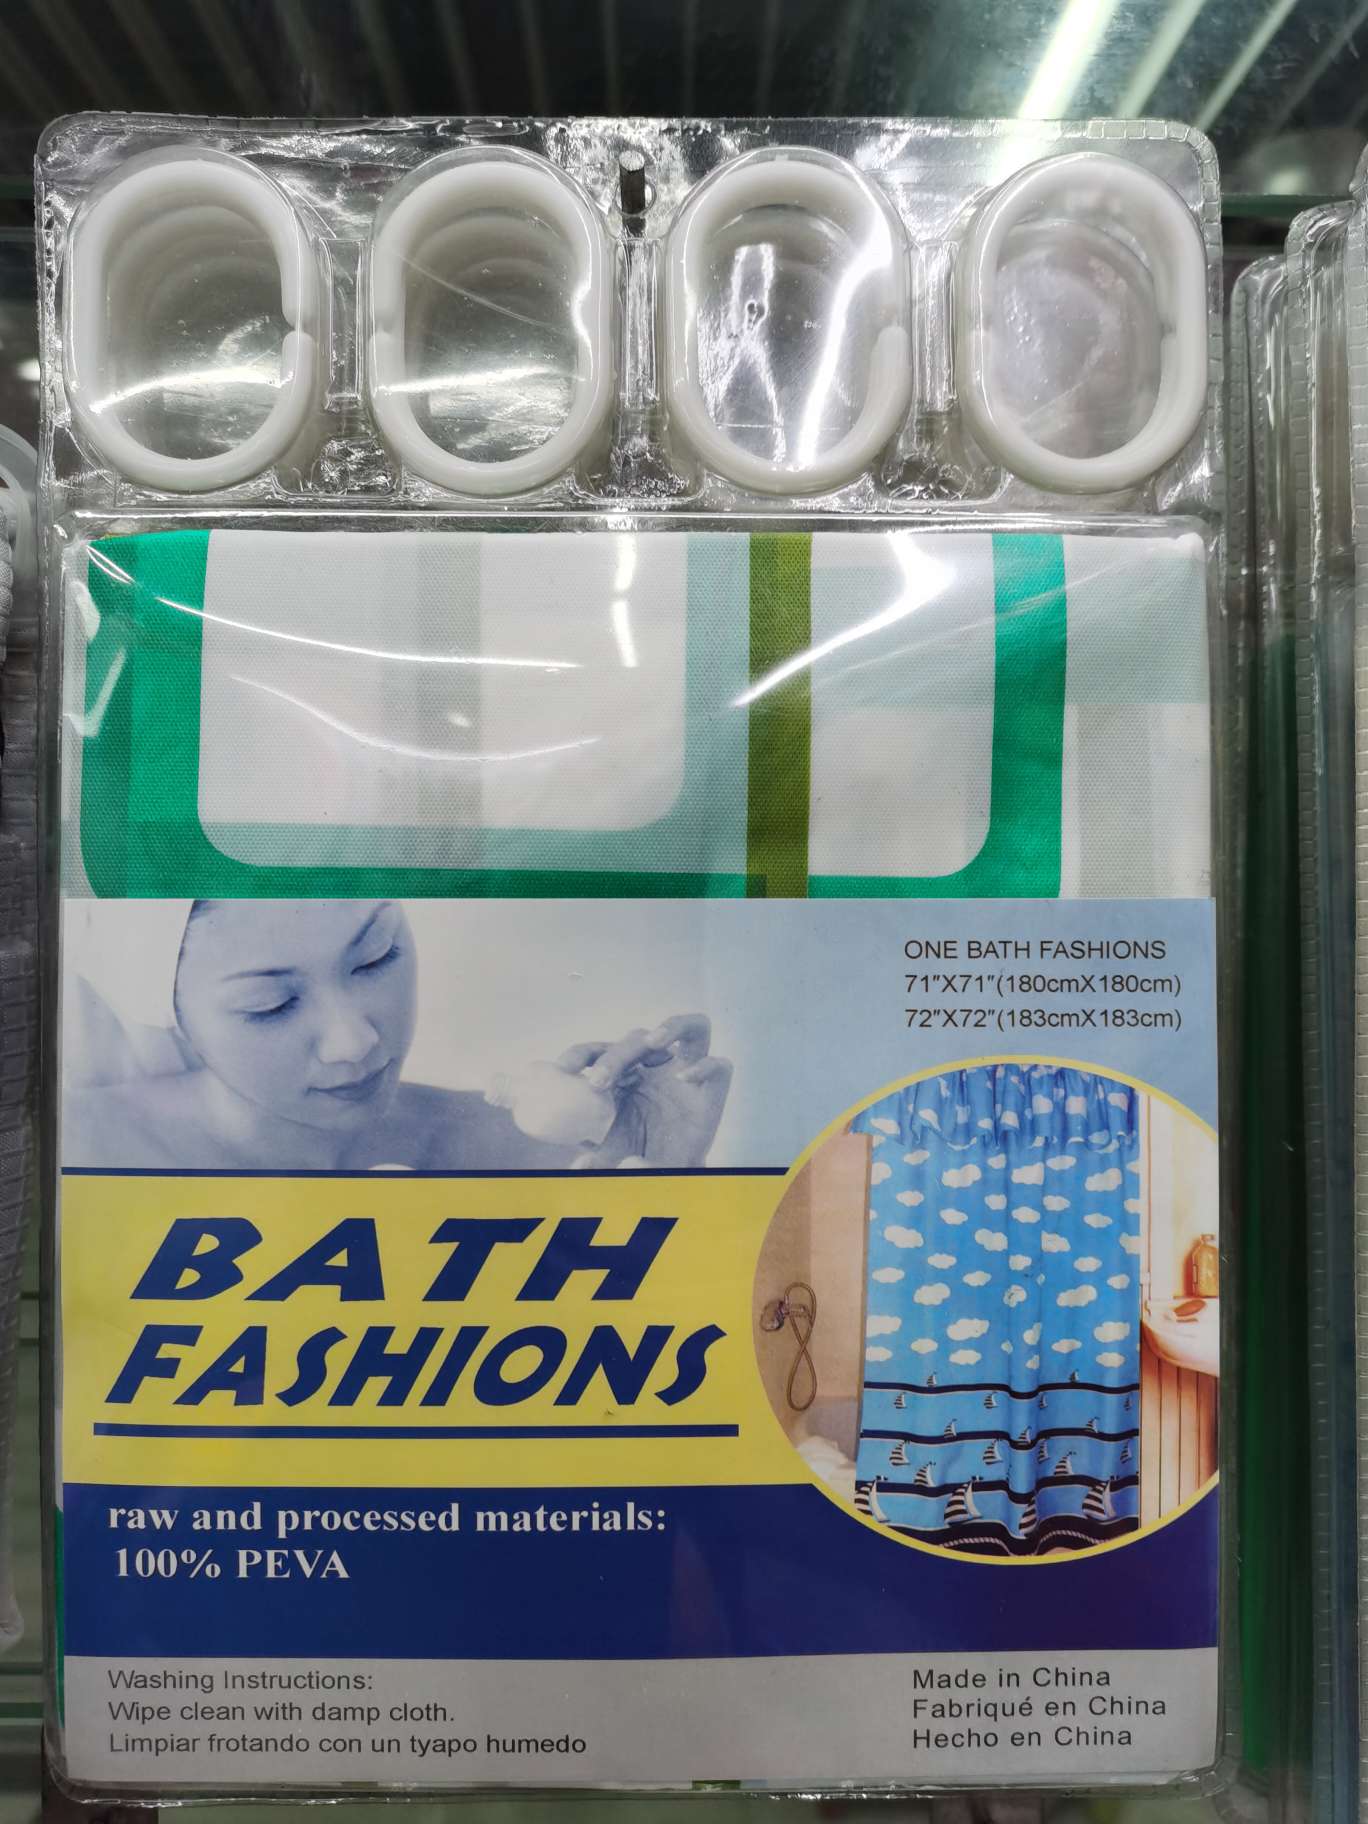 ONE BATH FASHIONS
71"X71"(180cmX180cm)
72"X72"(183cmX183cm)
BATH
FASHIONS
raw and processed materials:
100% PEVA
Washing Instructions:
Wipe clean with damp cloth.
Limpiar frotando con un tyapo humedo
Made in China
Fabriqué en China
Hecho en China